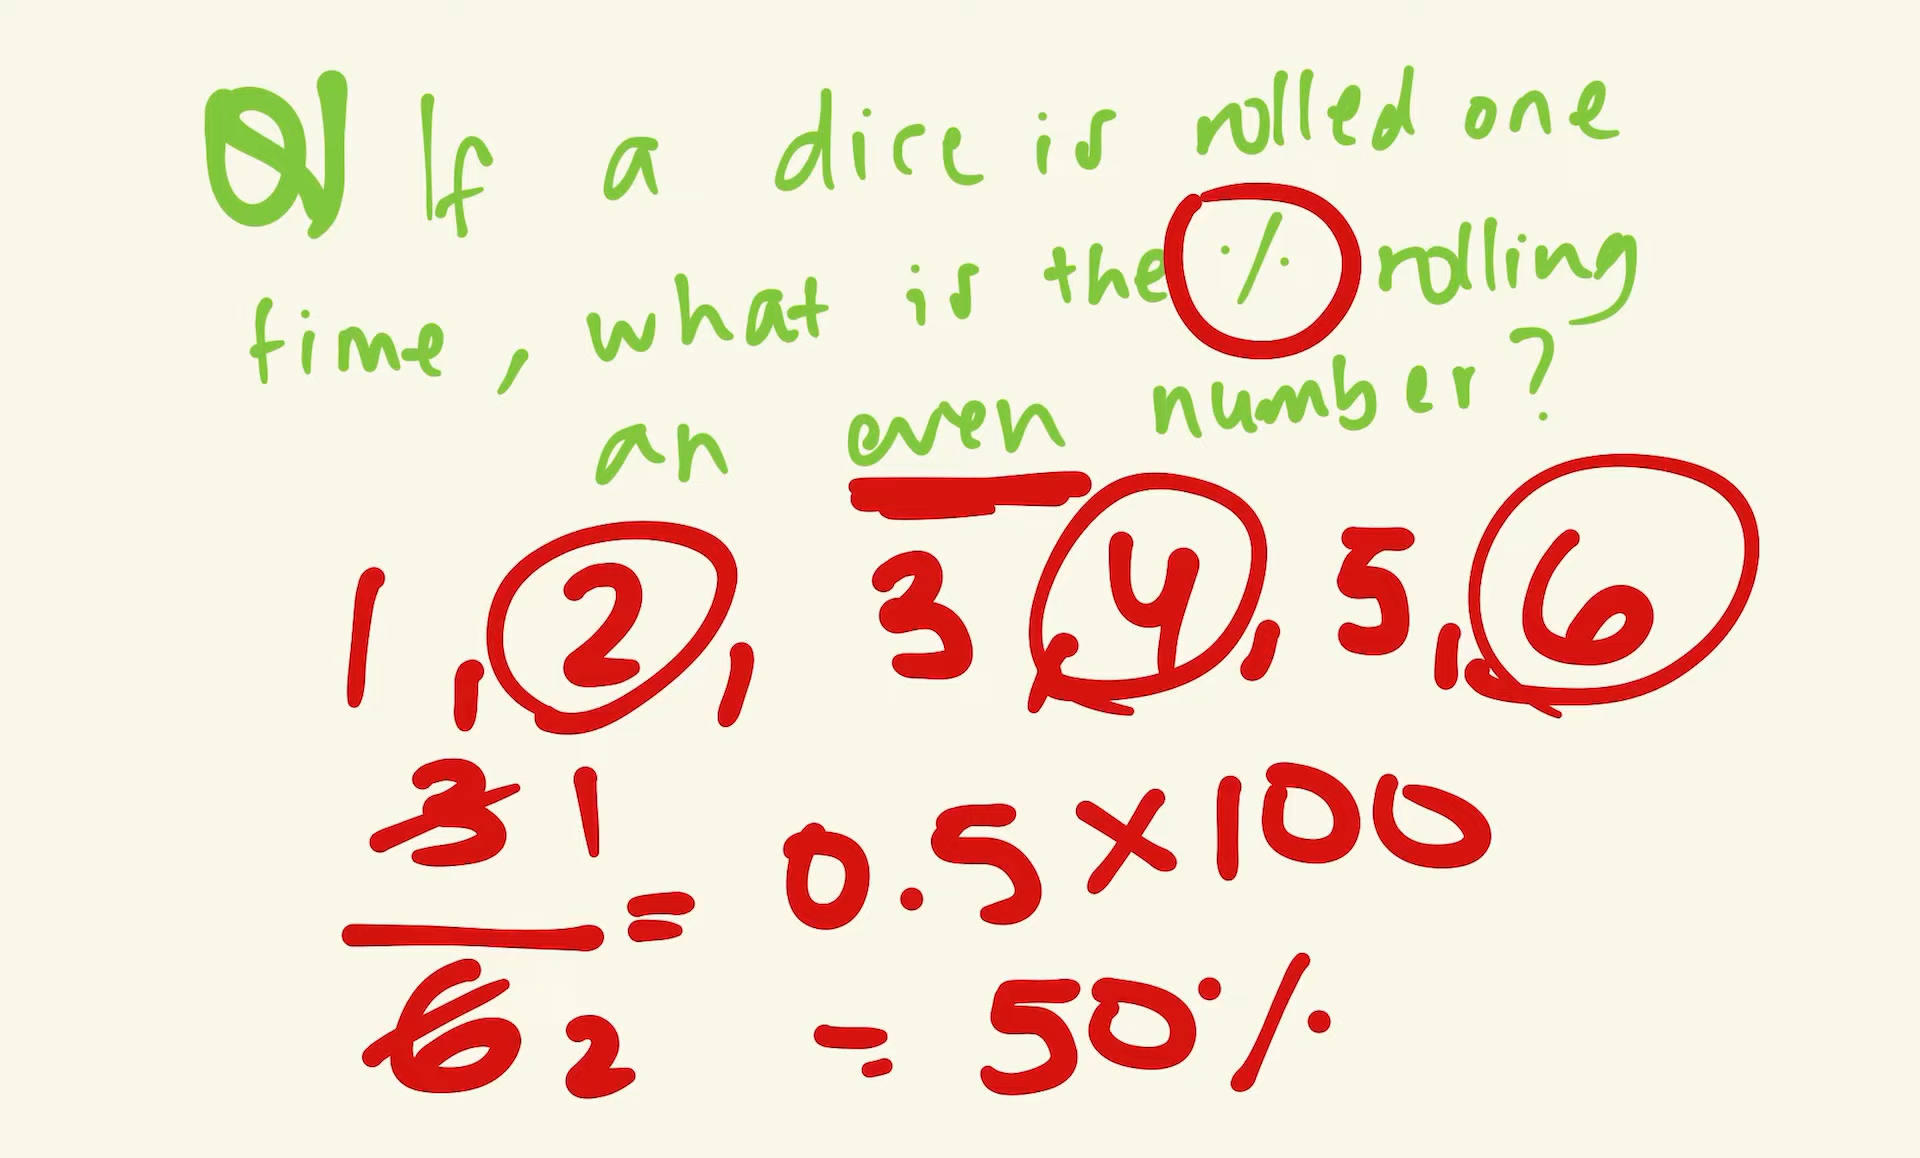 Q) If a dice is rolled one
time, what is the % rolling
an even number?
1, 2, 3, 4, 5, 6
3 1
— = 0.5 × 100
6 2 = 50%